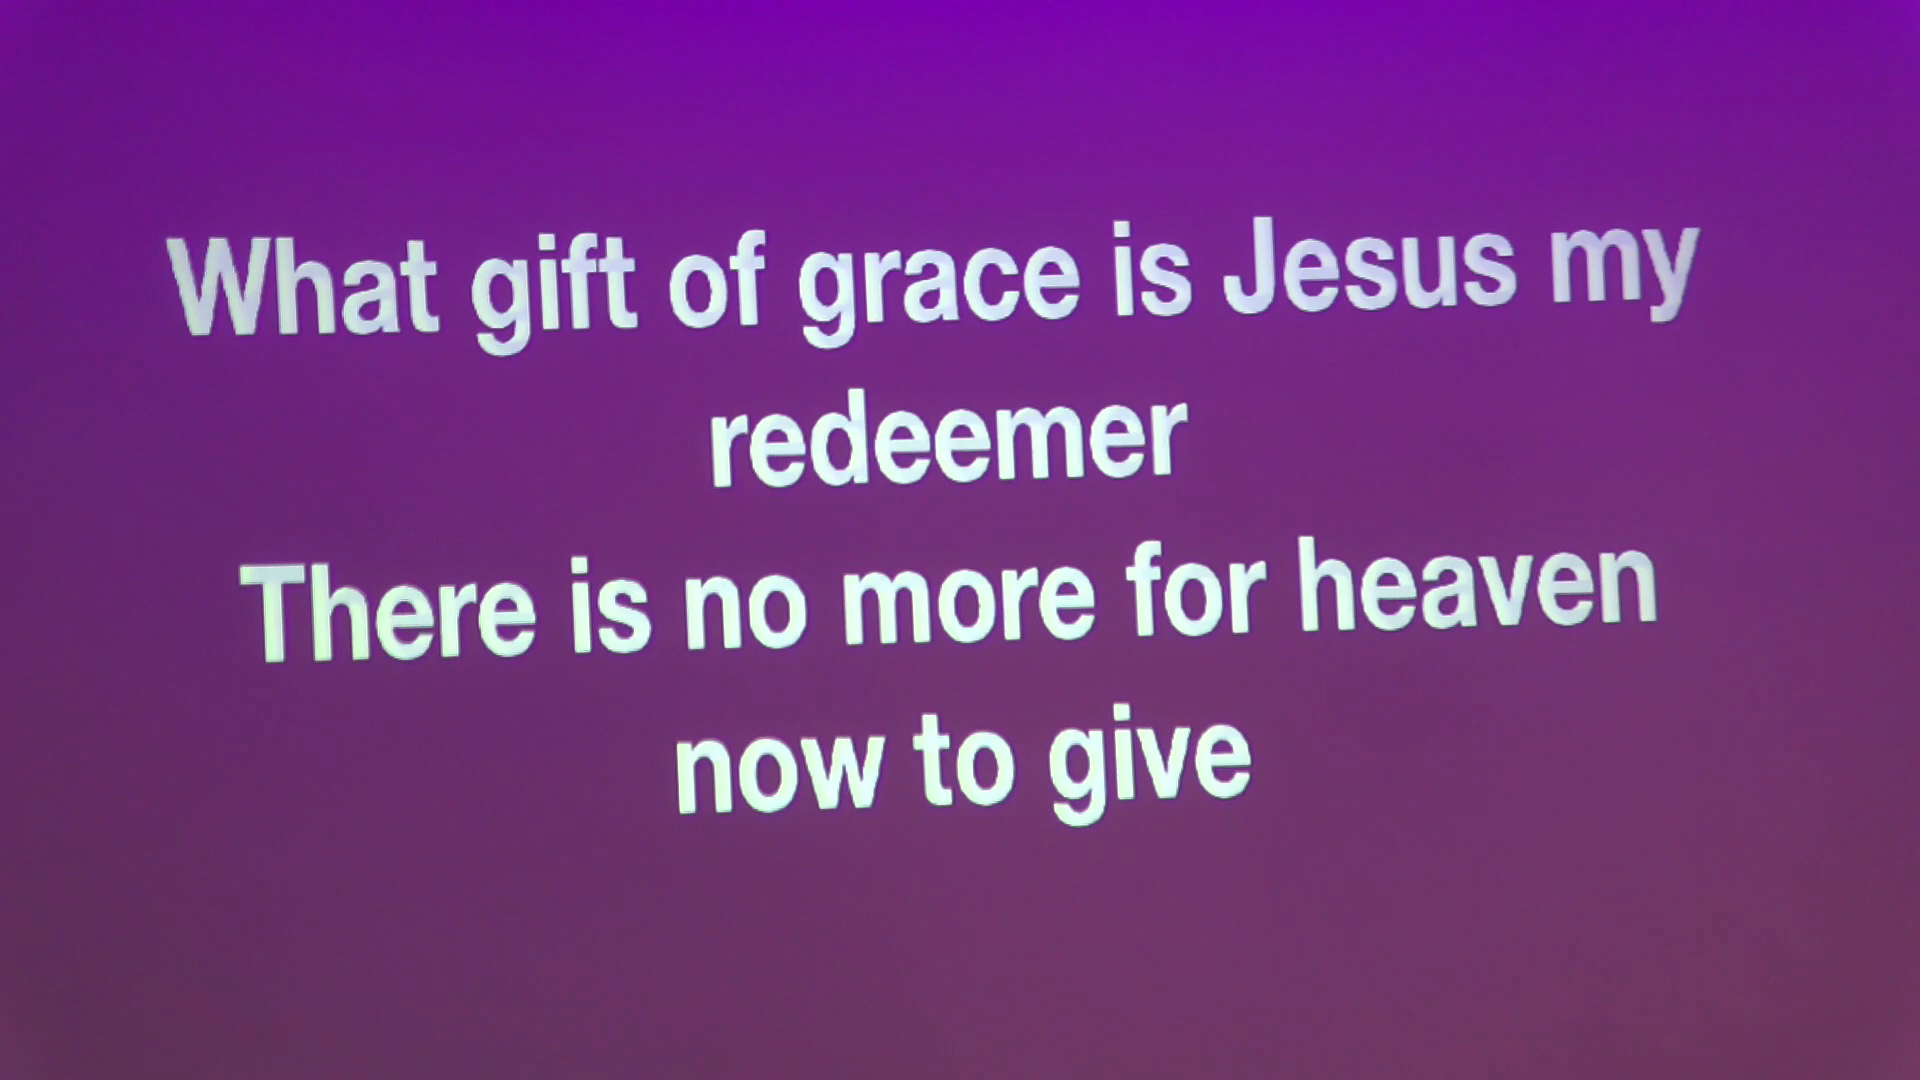 What gift of grace is Jesus my
redeemer
There is no more for heaven
now to give